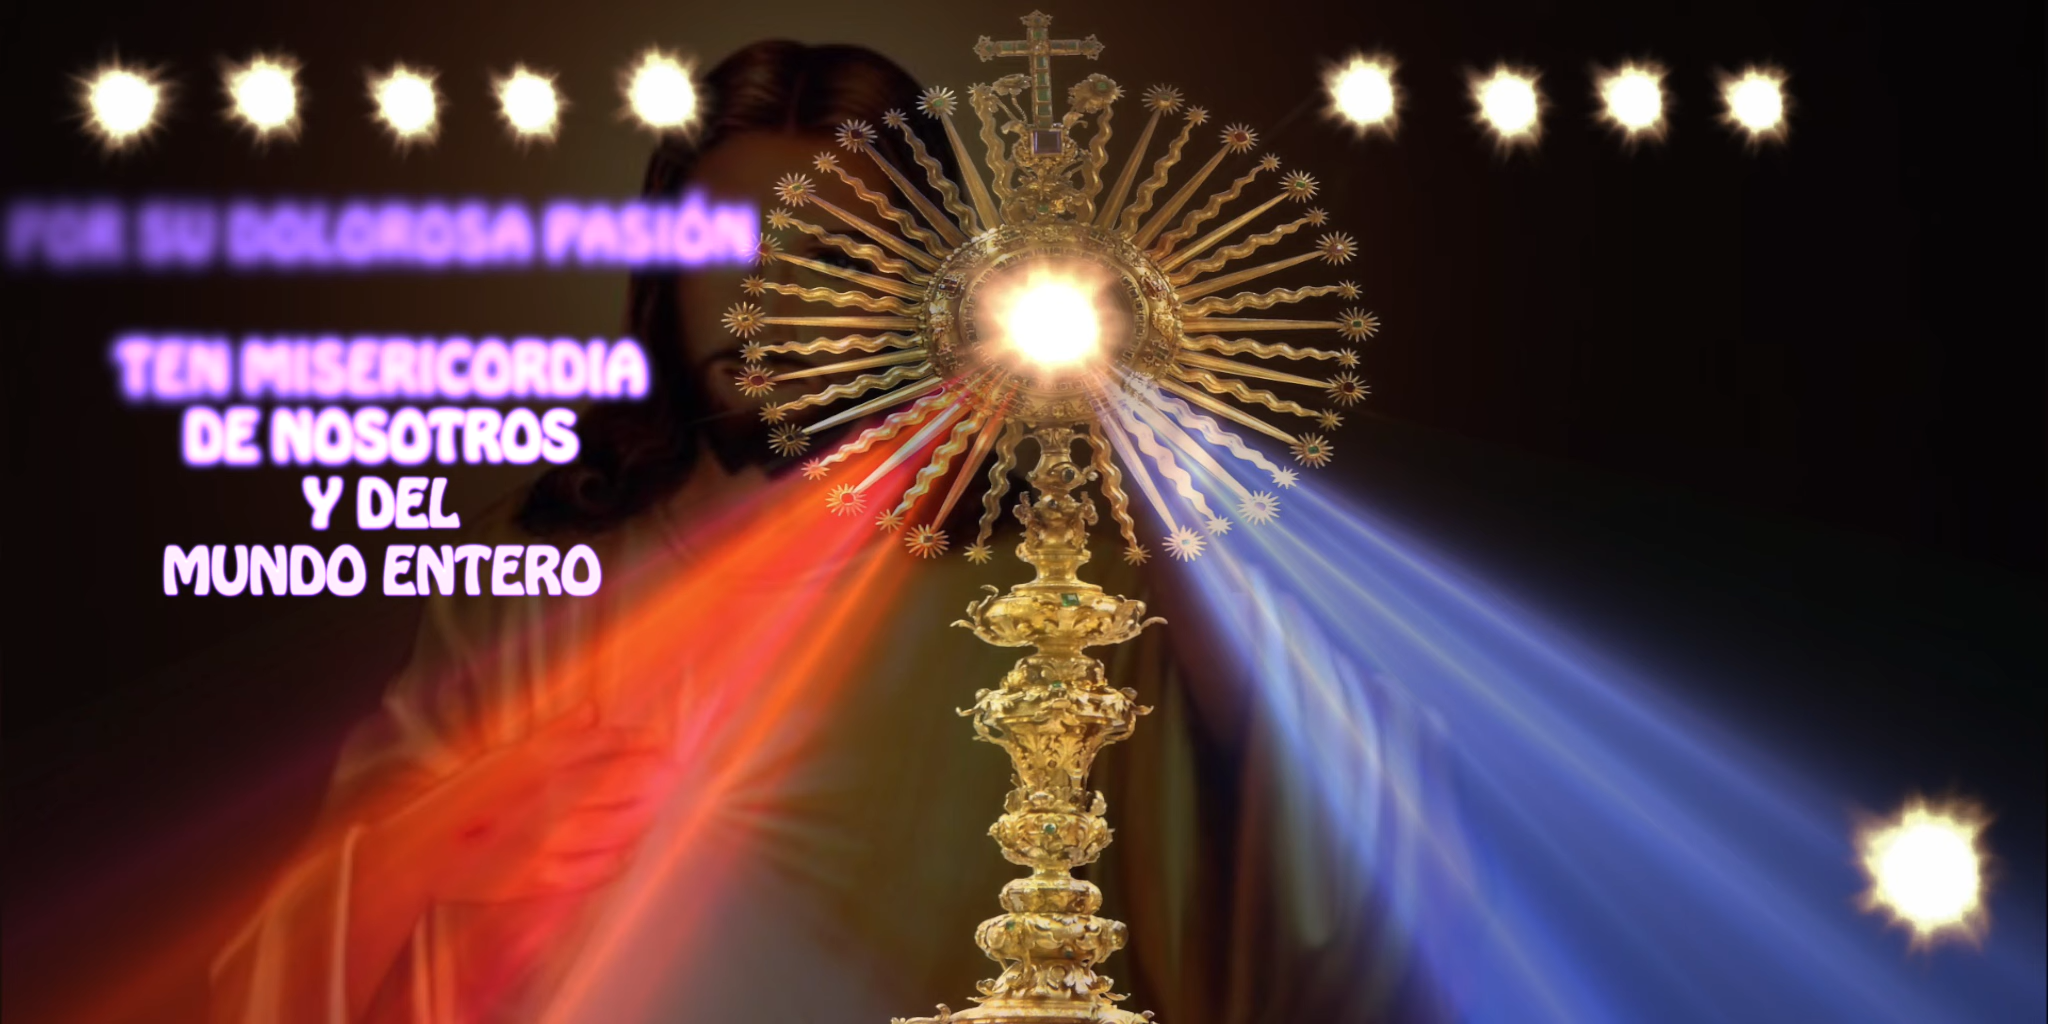 POR SU DOLOROSA PASIÓN
TEN MISERICORDIA
DE NOSOTROS
Y DEL
MUNDO ENTERO